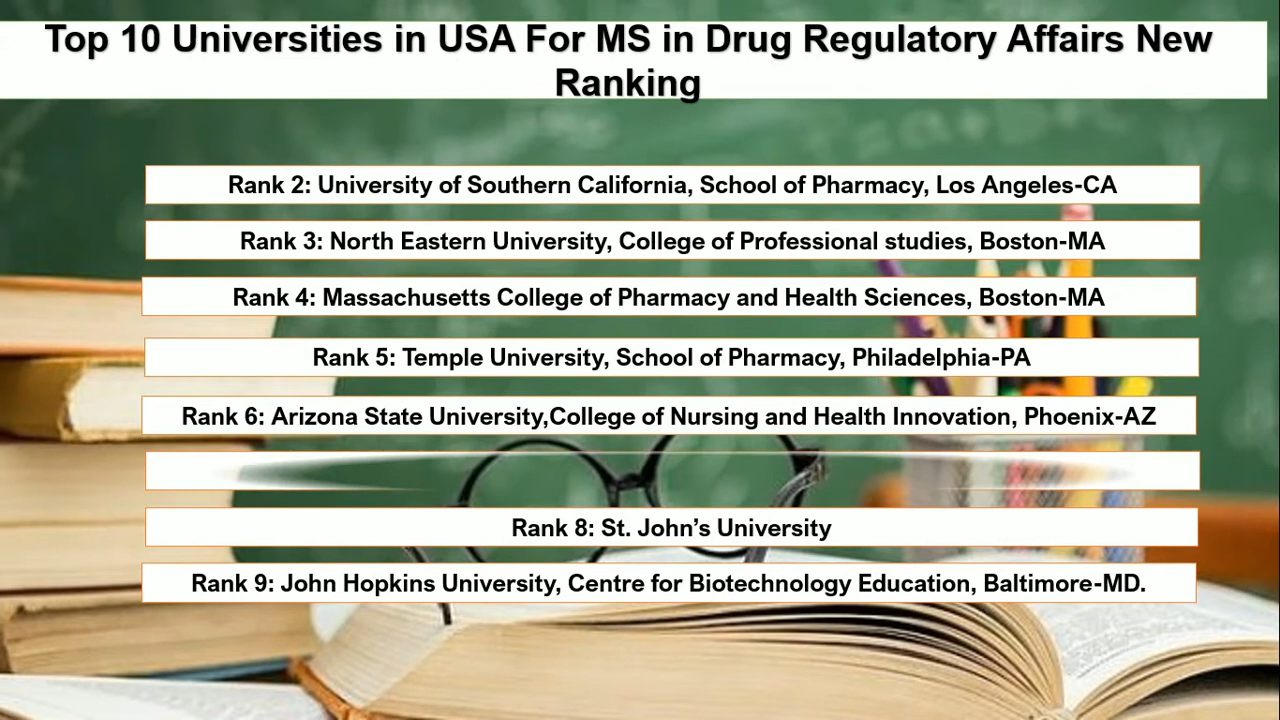 Top 10 Universities in USA For MS in Drug Regulatory Affairs New
Ranking
Rank 2: University of Southern California, School of Pharmacy, Los Angeles-CA
Rank 3: North Eastern University, College of Professional studies, Boston-MA
Rank 4: Massachusetts College of Pharmacy and Health Sciences, Boston-MA
Rank 5: Temple University, School of Pharmacy, Philadelphia-PA
Rank 6: Arizona State University,College of Nursing and Health Innovation, Phoenix-AZ
Rank 8: St. John’s University
Rank 9: John Hopkins University, Centre for Biotechnology Education, Baltimore-MD.